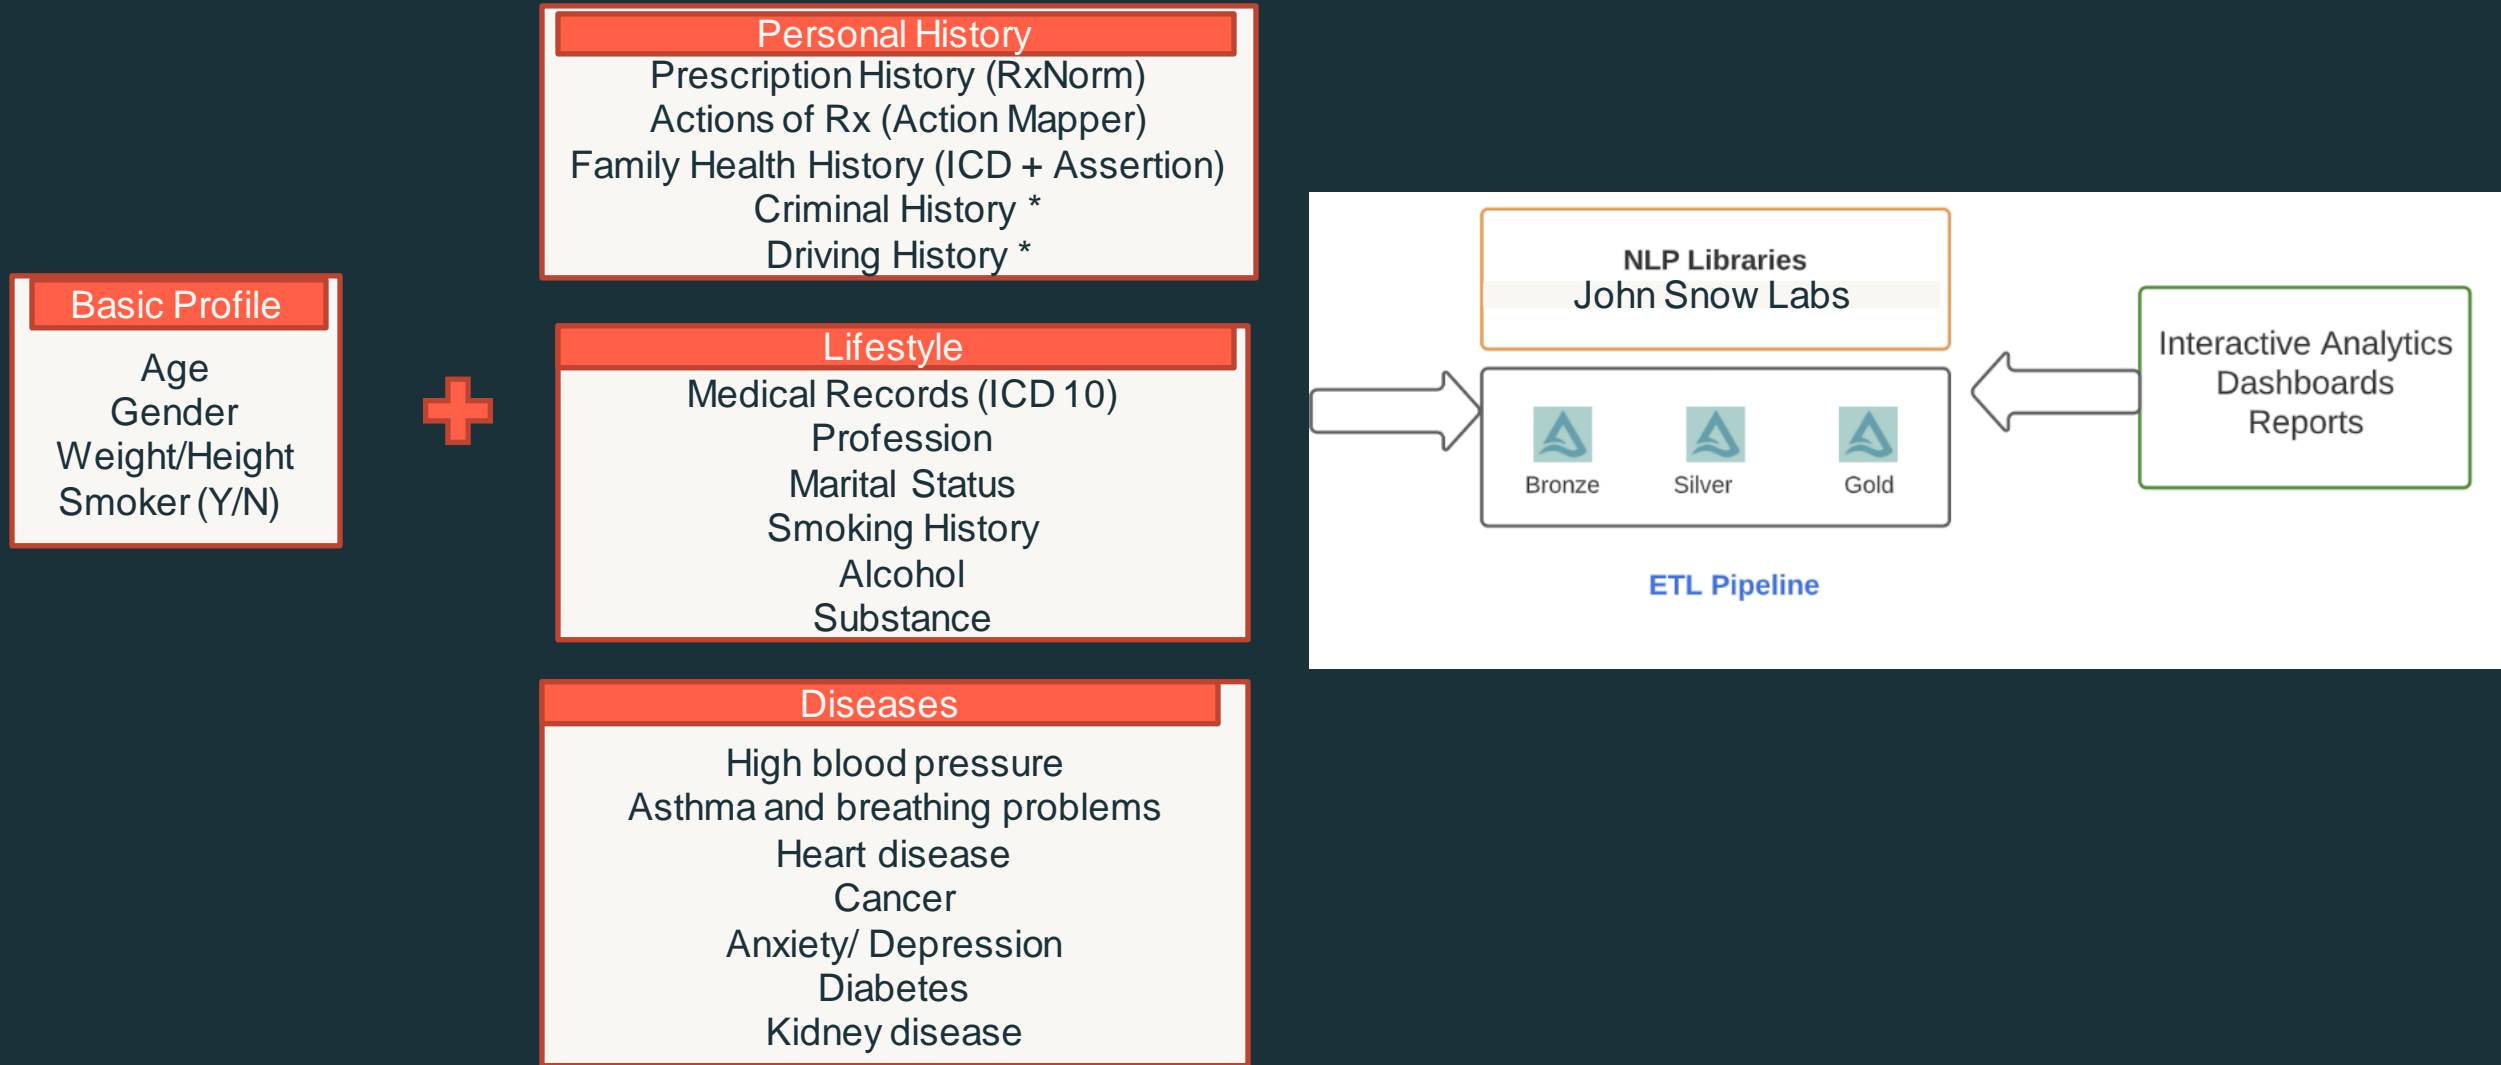 Basic Profile
Age
Gender
Weight/Height
Smoker (Y/N)
Personal History
Prescription History (RxNorm)
Actions of Rx (Action Mapper)
Family Health History (ICD + Assertion)
Criminal History *
Driving History *
Lifestyle
Medical Records (ICD 10)
Profession
Marital Status
Smoking History
Alcohol
Substance
Diseases
High blood pressure
Asthma and breathing problems
Heart disease
Cancer
Anxiety/ Depression
Diabetes
Kidney disease
NLP Libraries
John Snow Labs
Bronze
Silver
Gold
ETL Pipeline
Interactive Analytics
Dashboards
Reports